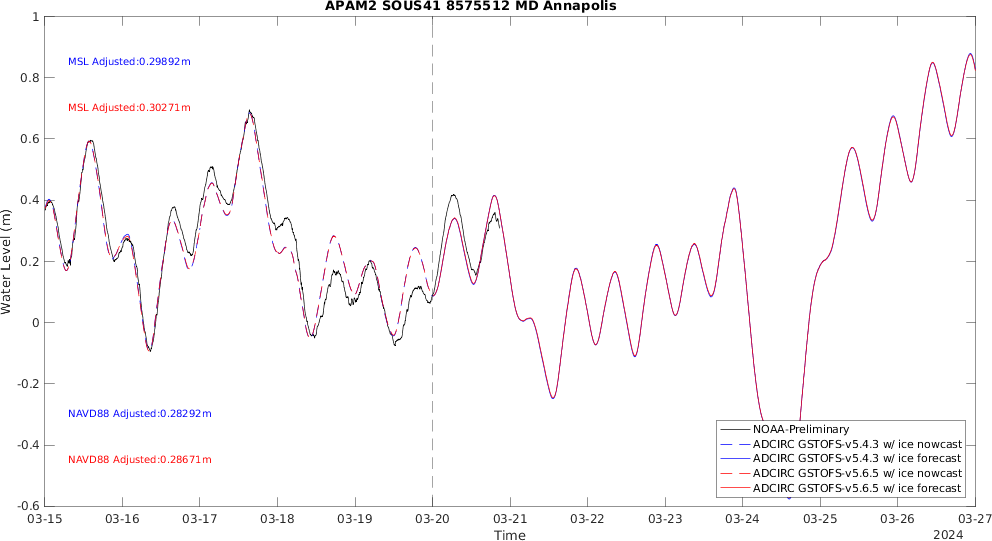 APAM2 SOUS41 8575512 MD Annapolis
1
0.8
0.6
0.4
0.2
0
-0.2
-0.4
-0.6
Water Level (m)
MSL Adjusted:0.29892m
MSL Adjusted:0.30271m
NAVD88 Adjusted:0.28292m
NAVD88 Adjusted:0.28671m
NOAA-Preliminary
ADCIRC GSTOFS-v5.4.3 w/ ice nowcast
ADCIRC GSTOFS-v5.4.3 w/ ice forecast
ADCIRC GSTOFS-v5.6.5 w/ ice nowcast
ADCIRC GSTOFS-v5.6.5 w/ ice forecast
03-15 03-16 03-17 03-18 03-19 03-20 03-21 03-22 03-23 03-24 03-25 03-26 03-27
Time
2024